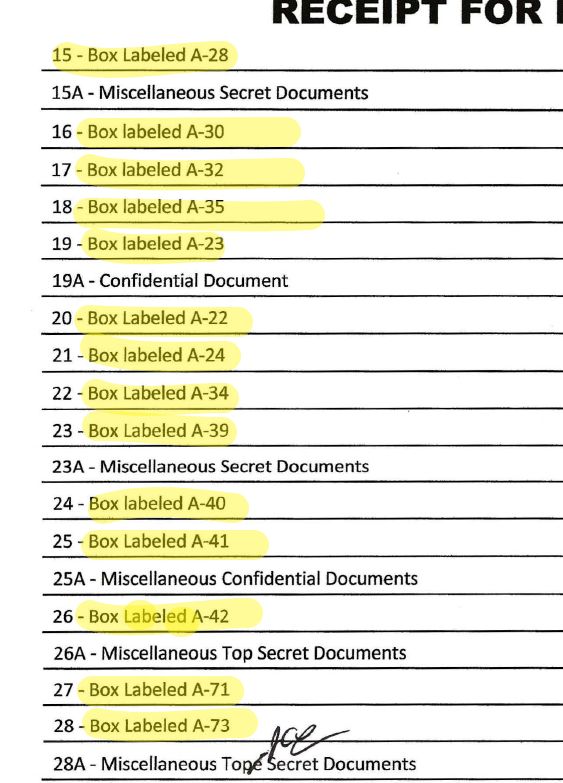 RECEIPT FOR
15 - Box Labeled A-28
15A - Miscellaneous Secret Documents
16 - Box labeled A-30
17 - Box labeled A-32
18 - Box labeled A-35
19 - Box labeled A-23
19A - Confidential Document
20 - Box Labeled A-22
21 - Box labeled A-24
22 - Box Labeled A-34
23 - Box Labeled A-39
23A - Miscellaneous Secret Documents
24 - Box labeled A-40
25 - Box Labeled A-41
25A - Miscellaneous Confidential Documents
26 - Box Labeled A-42
26A - Miscellaneous Top Secret Documents
27 - Box Labeled A-71
28 - Box Labeled A-73
28A - Miscellaneous Tope Secret Documents